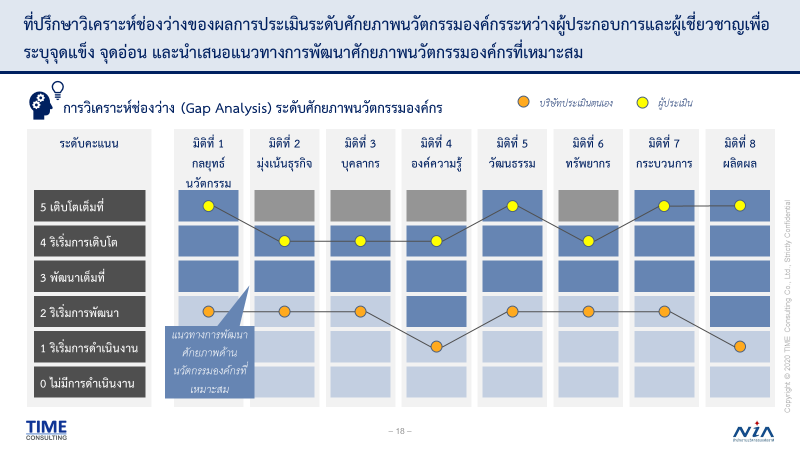 ที่ปรึกษาวิเคราะห์ช่องว่างของผลการประเมินระดับศักยภาพนวัตกรรมองค์กรระหว่างผู้ประกอบการและผู้เชี่ยวชาญเพื่อ
ระบุจุดแข็ง จุดอ่อน และนำเสนอแนวทางการพัฒนาศักยภาพนวัตกรรมองค์กรที่เหมาะสม
การวิเคราะห์ช่องว่าง (Gap Analysis) ระดับศักยภาพนวัตกรรมองค์กร
บริษัทประเมินตนเอง
ผู้ประเมิน
ระดับคะแนน
มิติที่ 1
กลยุทธ์
นวัตกรรม
มิติที่ 2
มุ่งเน้นธุรกิจ
มิติที่ 3
บุคลากร
มิติที่ 4
องค์ความรู้
มิติที่ 5
วัฒนธรรม
มิติที่ 6
ทรัพยากร
มิติที่ 7
กระบวนการ
มิติที่ 8
ผลิตผล
5 เติบโตเต็มที่
4 ริเริ่มการเติบโต
3 พัฒนาเต็มที่
2 ริเริ่มการพัฒนา
1 ริเริ่มการดำเนินงาน
0 ไม่มีการดำเนินงาน
แนวทางการพัฒนา
ศักยภาพด้าน
นวัตกรรมองค์กรที่
เหมาะสม
Copyright © 2020 TIME Consulting Co., Ltd. Strictly Confidential
TIME
CONSULTING
– 18 –
NIA
สำนักงานนวัตกรรมแห่งชาติ